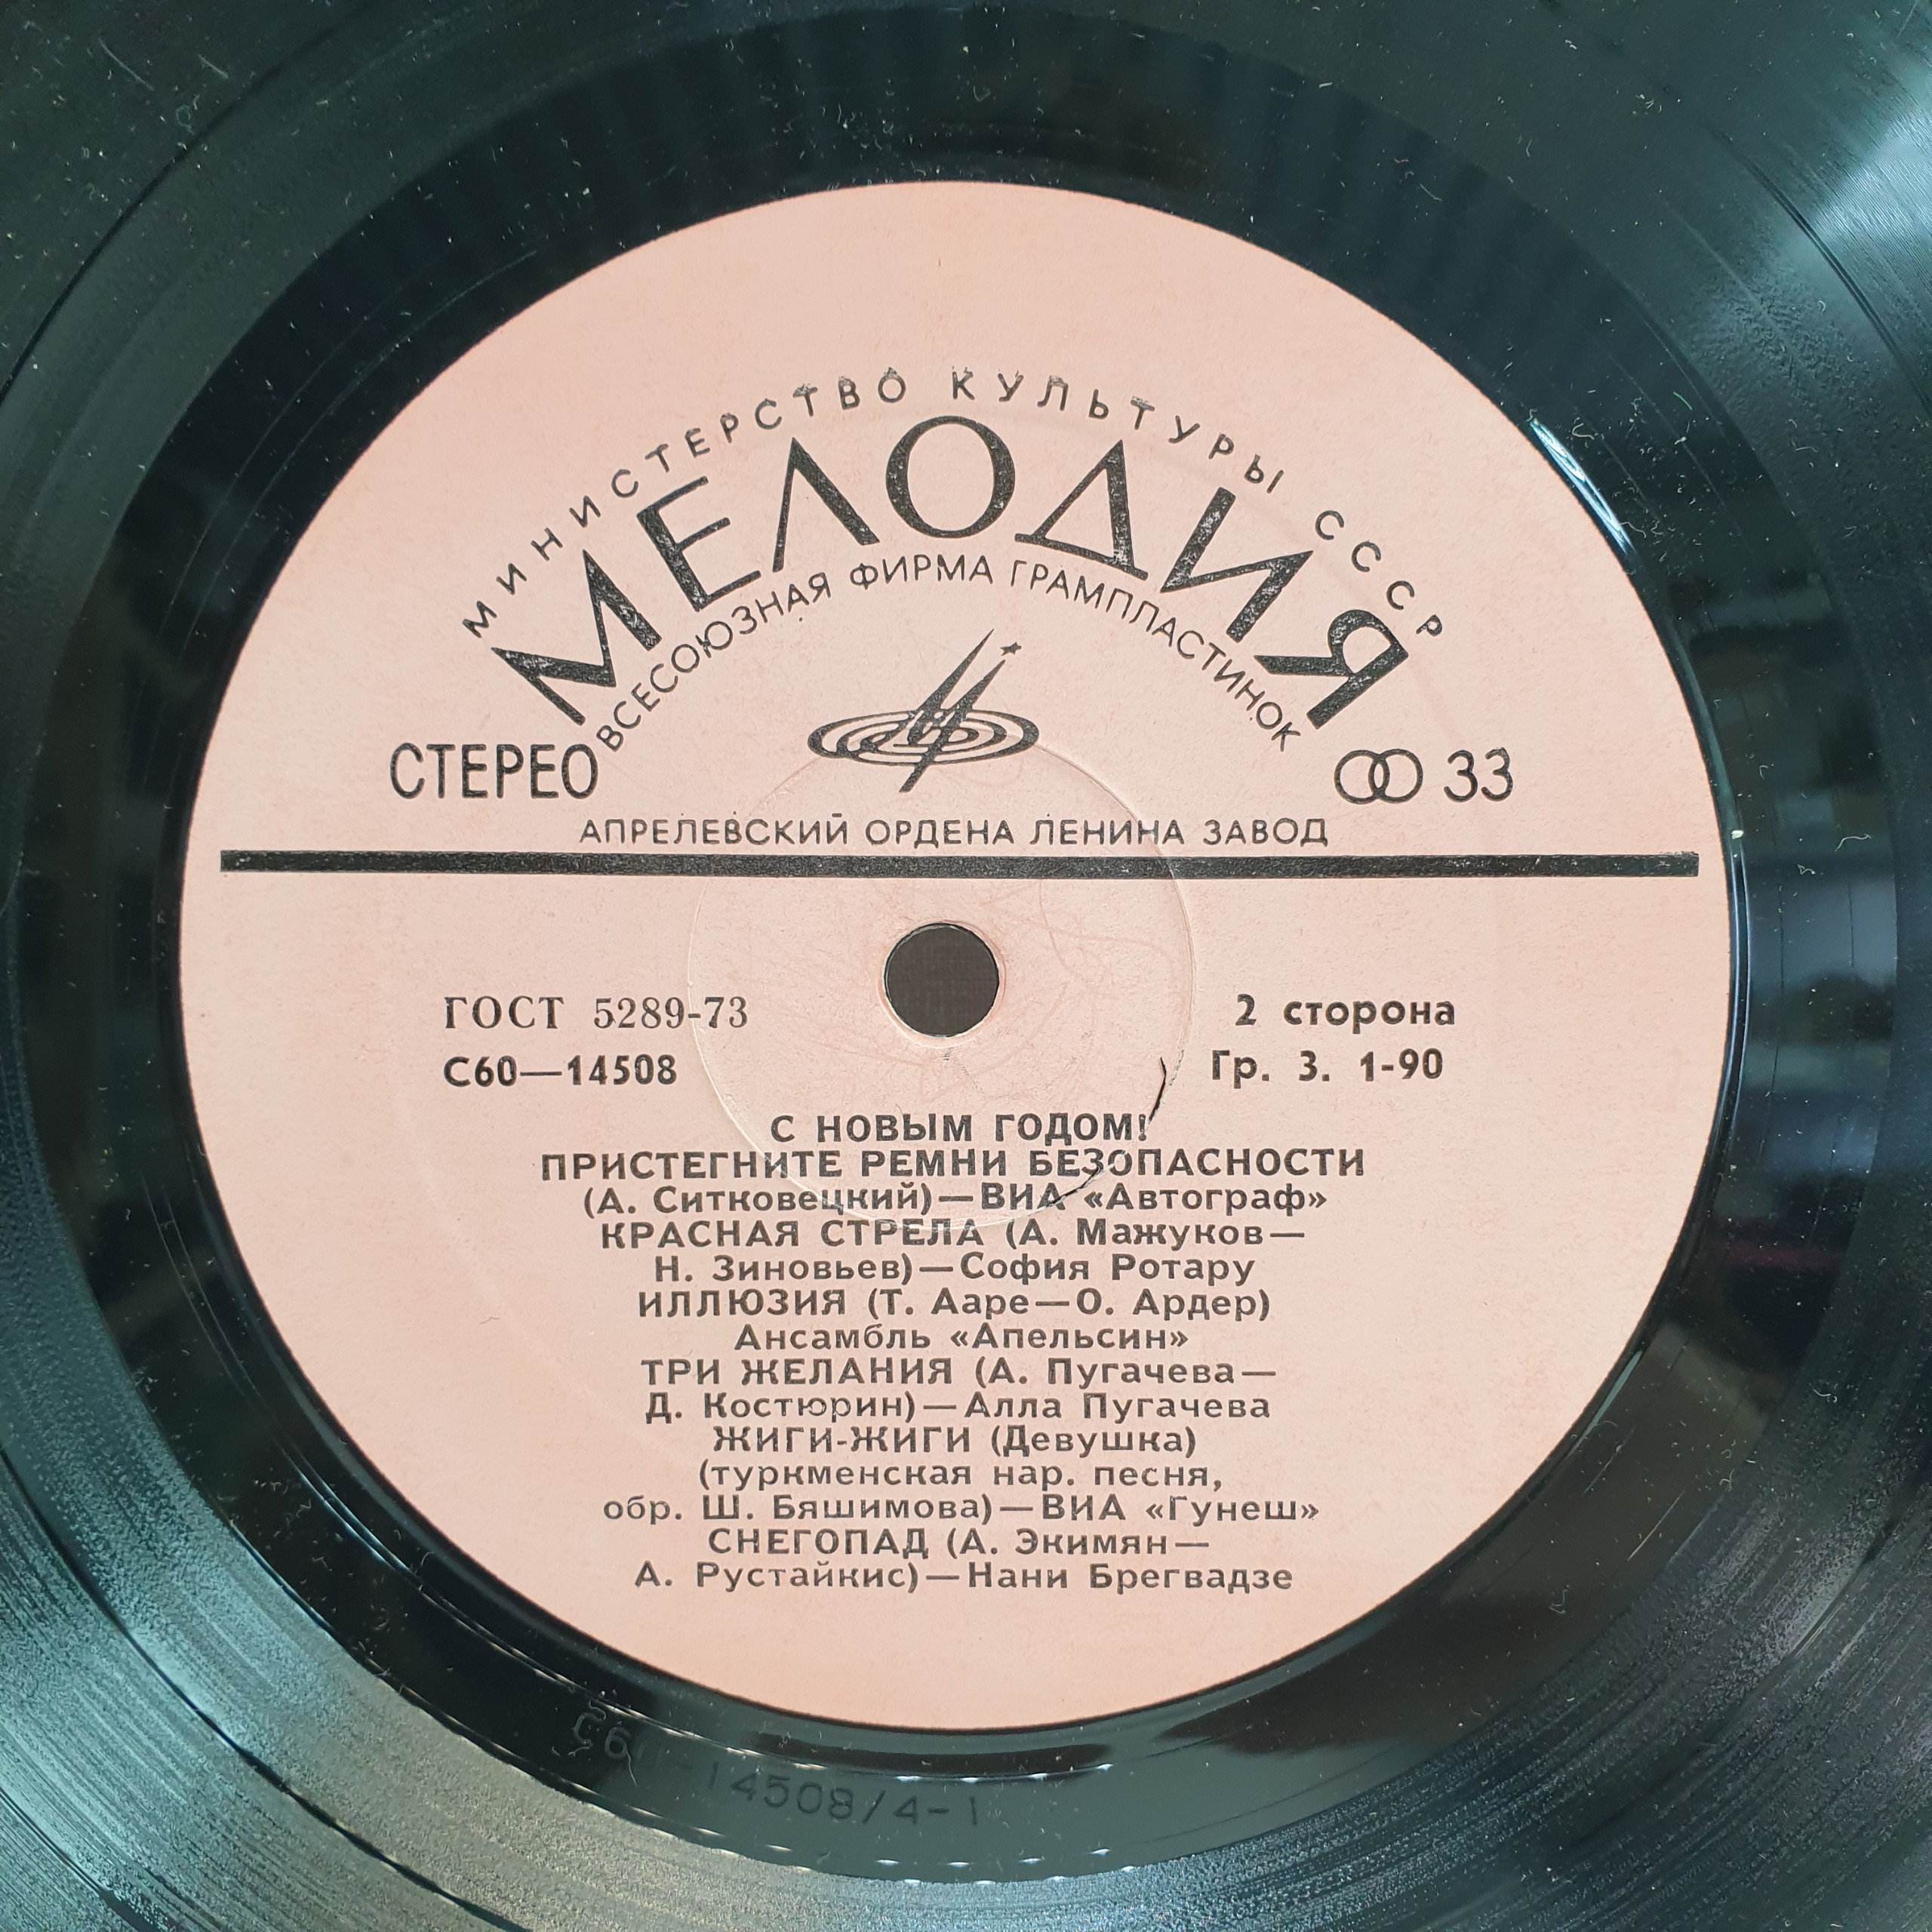 МИНИСТЕРСТВО КУЛЬТУРЫ СССР
МЕЛОДИЯ
ВСЕСОЮЗНАЯ ФИРМА ГРАМПЛАСТИНОК
СТЕРЕО
33
АПРЕЛЕВСКИЙ ОРДЕНА ЛЕНИНА ЗАВОД
ГОСТ 5289-73
2 сторона
С60—14508
Гр. 3. 1-90
С НОВЫМ ГОДОМ!
ПРИСТЕГНИТЕ РЕМНИ БЕЗОПАСНОСТИ
(А. Ситковецкий)—ВИА «Автограф»
КРАСНАЯ СТРЕЛА (А. Мажуков—
Н. Зиновьев)—София Ротару
ИЛЛЮЗИЯ (Т. Ааре—О. Ардер)
Ансамбль «Апельсин»
ТРИ ЖЕЛАНИЯ (А. Пугачева—
Д. Костюрин)—Алла Пугачева
ЖИГИ-ЖИГИ (Девушка)
(туркменская нар. песня,
обр. Ш. Бяшимова)—ВИА «Гунеш»
СНЕГОПАД (А. Экимян—
А. Рустайкис)—Нани Брегвадзе
С60-14508/4-1